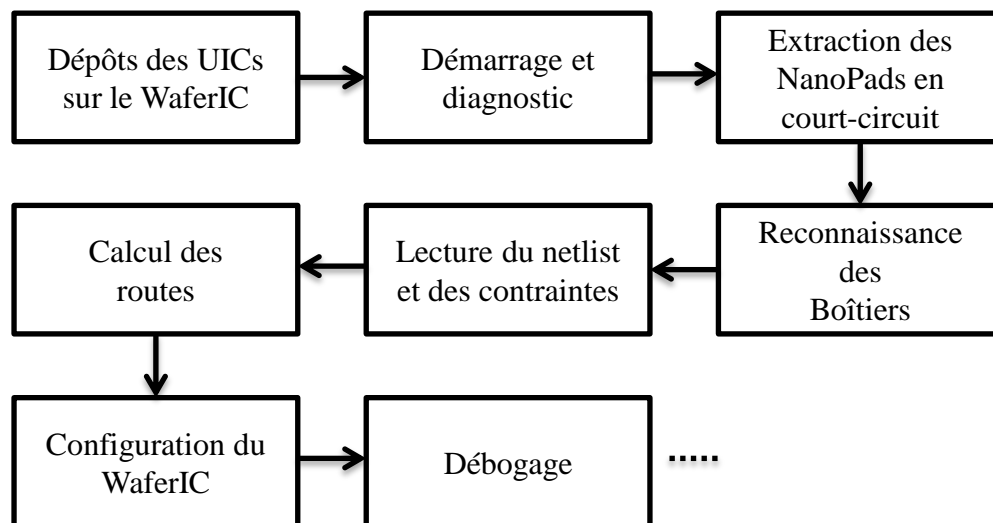 Dépôts des UICs
sur le WaferIC
Démarrage et
diagnostic
Extraction des
NanoPads en
court-circuit
Reconnaissance
des
Boîtiers
Lecture du netlist
et des contraintes
Calcul des
routes
Configuration du
WaferIC
Débogage
.....